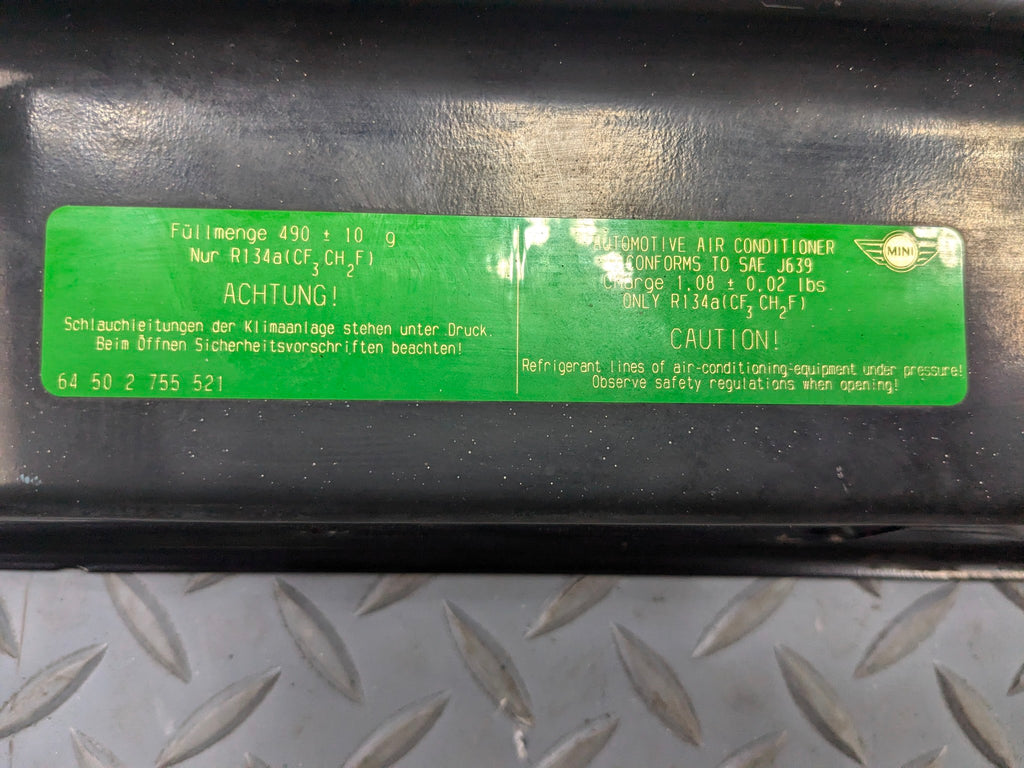 Füllmenge 490 ± 10 g
Nur R134a(CF3CH2F)
ACHTUNG!
Schlauchleitungen der Klimaanlage stehen unter Druck.
Beim Öffnen Sicherheitsvorschriften beachten!
64 50 2 755 521
AUTOMOTIVE AIR CONDITIONER
CONFORMS TO SAE J639
Charge 1.08 ± 0.02 lbs
ONLY R134a(CF3CH2F)
CAUTION!
Refrigerant lines of air-conditioning-equipment under pressure!
Observe safety regulations when opening!
MINI